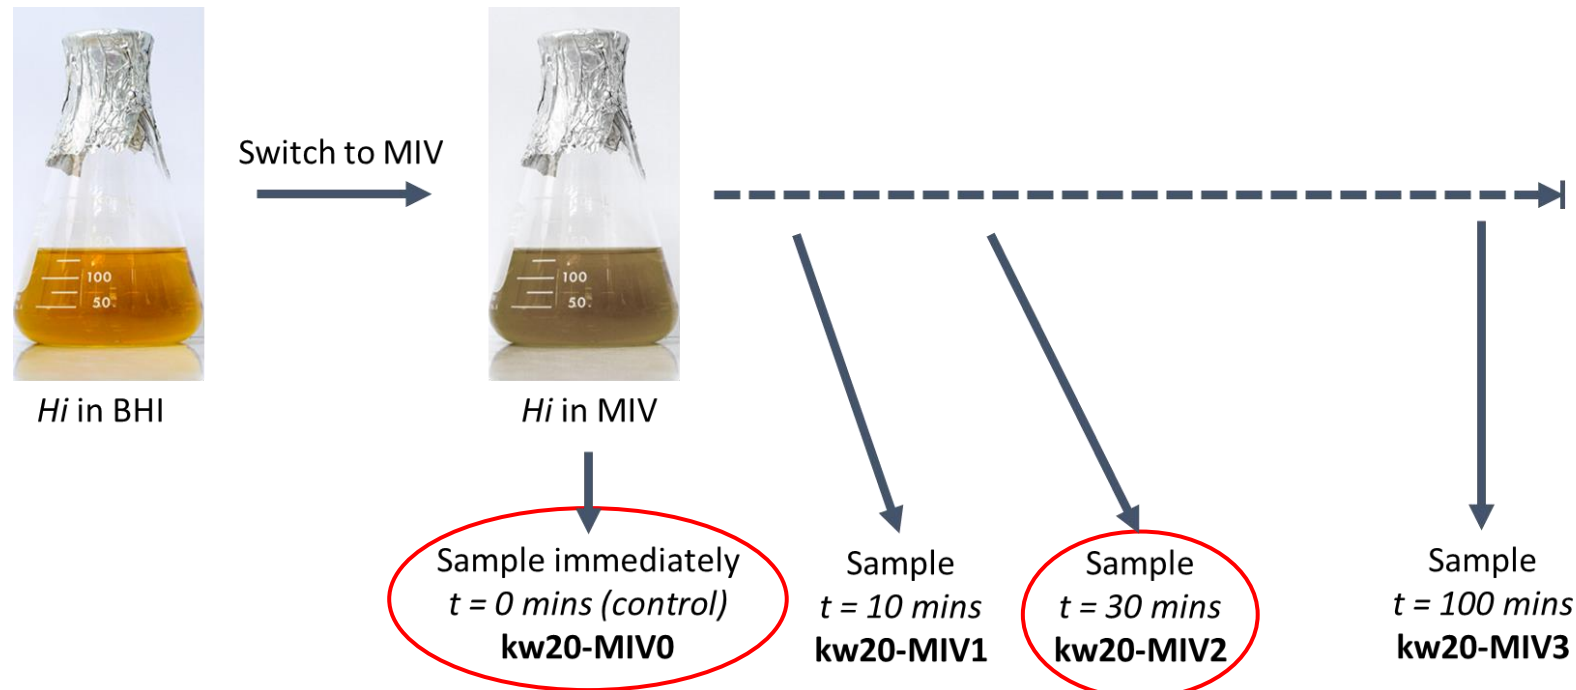 Switch to MIV
100
50
100
50
Hi in BHI
Hi in MIV
Sample immediately
t = 0 mins (control)
kw20-MIV0
Sample
t = 10 mins
kw20-MIV1
Sample
t = 30 mins
kw20-MIV2
Sample
t = 100 mins
kw20-MIV3